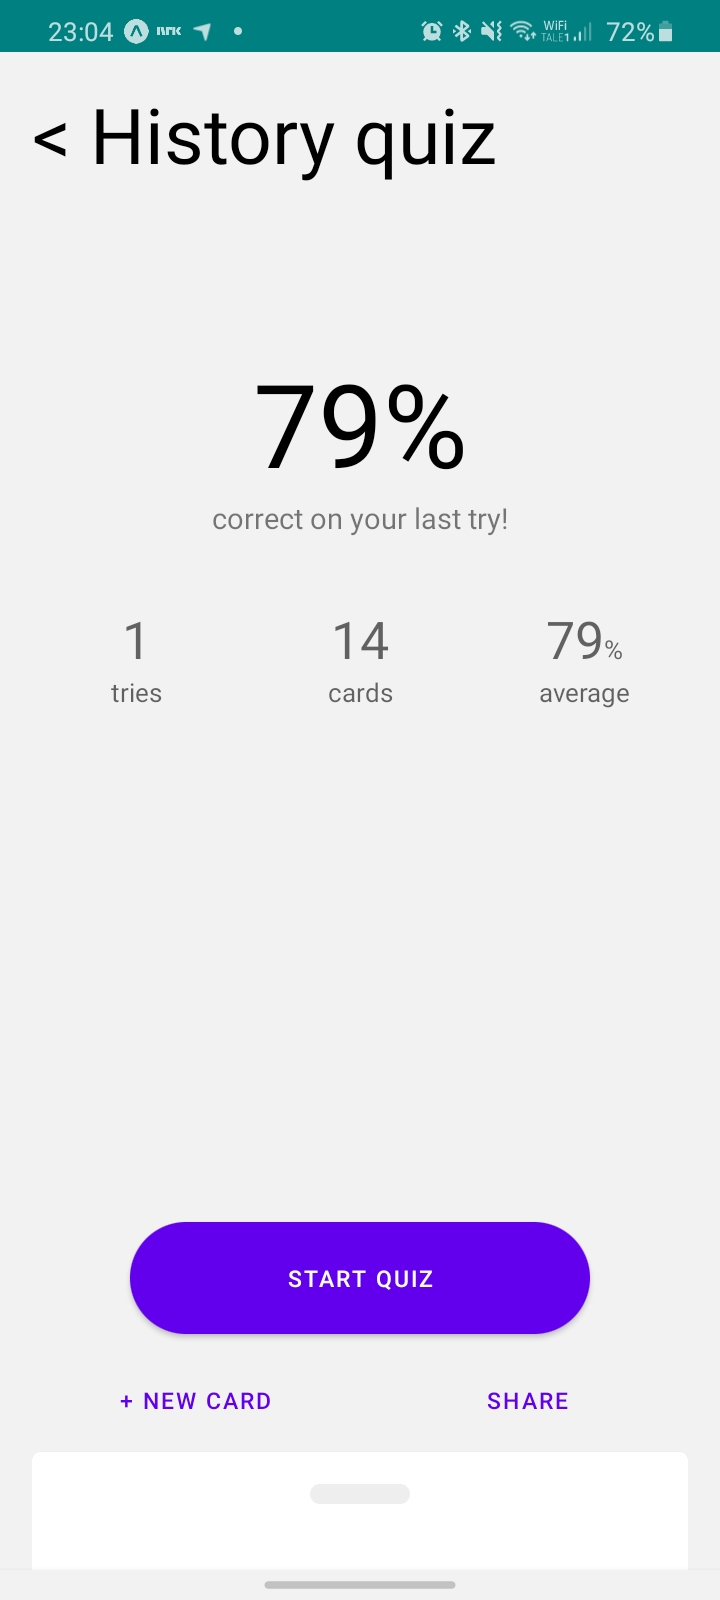 23:04 NRK WiFi TALE1 72%
< History quiz
79%
correct on your last try!
1 14 79%
tries cards average
START QUIZ
+ NEW CARD SHARE